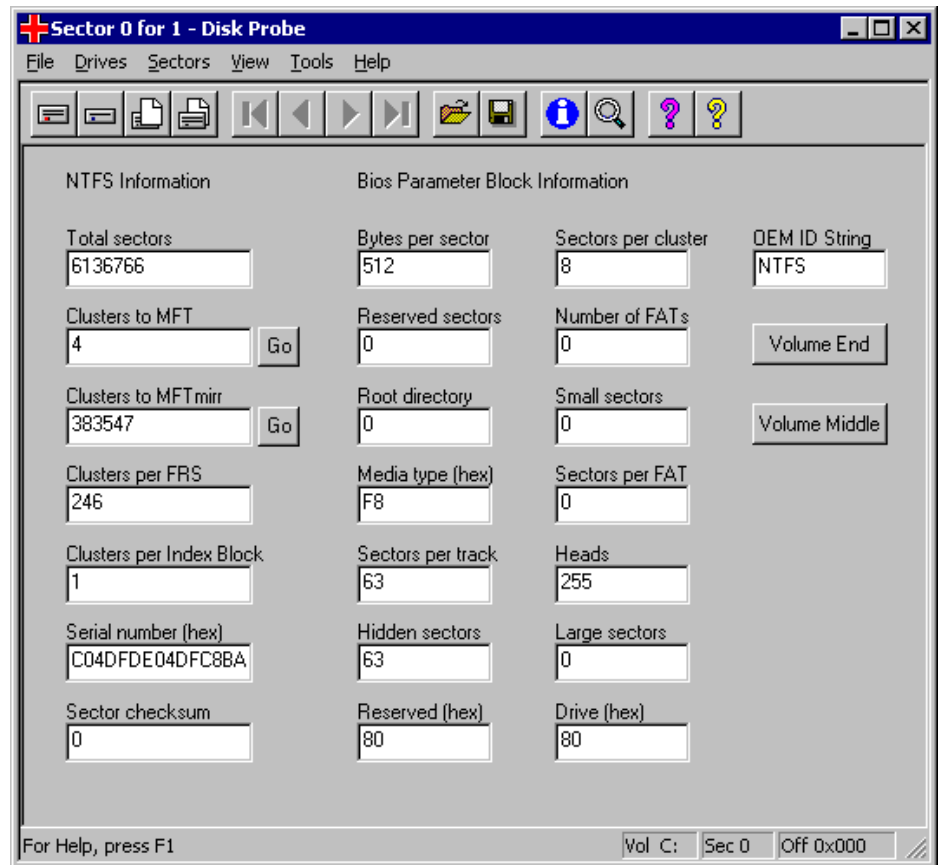 Sector 0 for 1 - Disk Probe
File Drives Sectors View Tools Help
NTFS Information Bios Parameter Block Information
Total sectors Bytes per sector Sectors per cluster OEM ID String
6136766 512 8 NTFS
Clusters to MFT Reserved sectors Number of FATs
4 Go 0 0 Volume End
Clusters to MFTmirr Root directory Small sectors
383547 Go 0 0 Volume Middle
Clusters per FRS Media type (hex) Sectors per FAT
246 F8 0
Clusters per Index Block Sectors per track Heads
1 63 255
Serial number (hex) Hidden sectors Large sectors
C04DFDE04DFC8BA 63 0
Sector checksum Reserved (hex) Drive (hex)
0 80 80
For Help, press F1 Vol C: Sec 0 Off 0x000